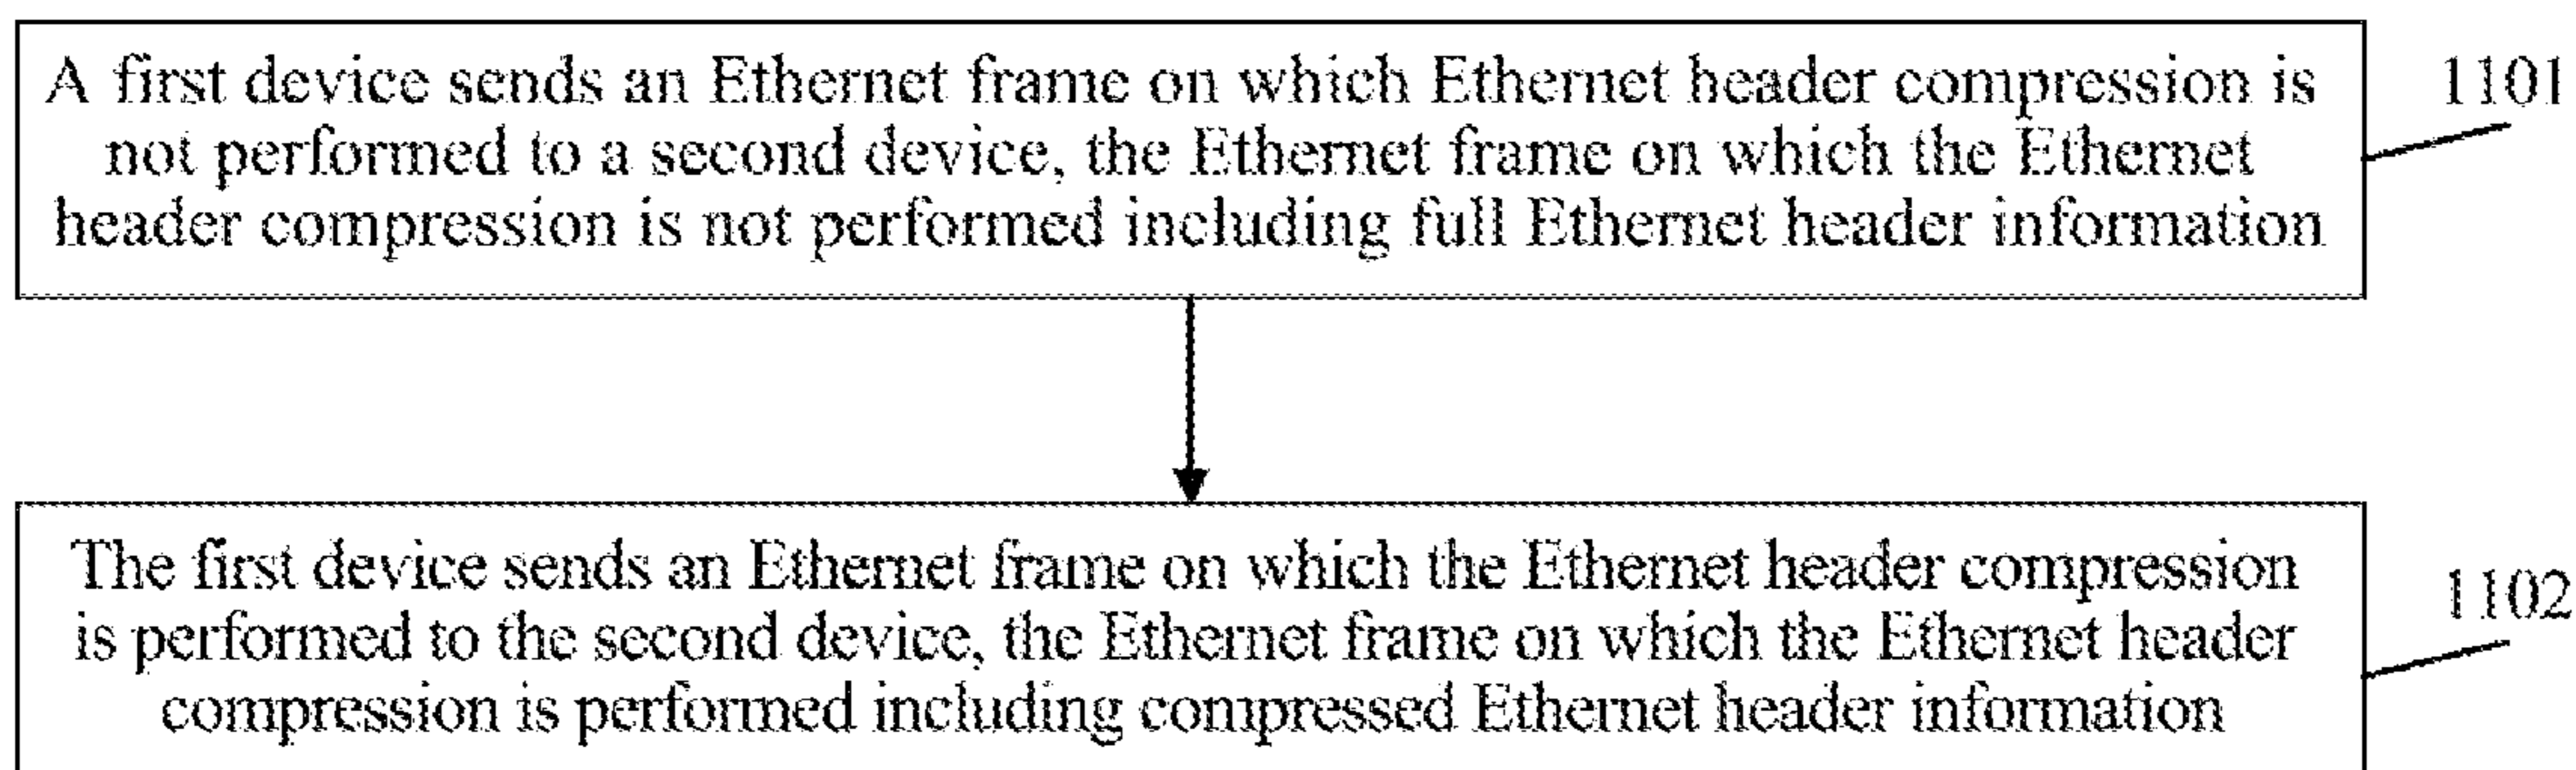 A first device sends an Ethernet frame on which Ethernet header compression is
not performed to a second device, the Ethernet frame on which the Ethernet
header compression is not performed including full Ethernet header information
1101
The first device sends an Ethernet frame on which the Ethernet header compression
is performed to the second device, the Ethernet frame on which the Ethernet header
compression is performed including compressed Ethernet header information
1102